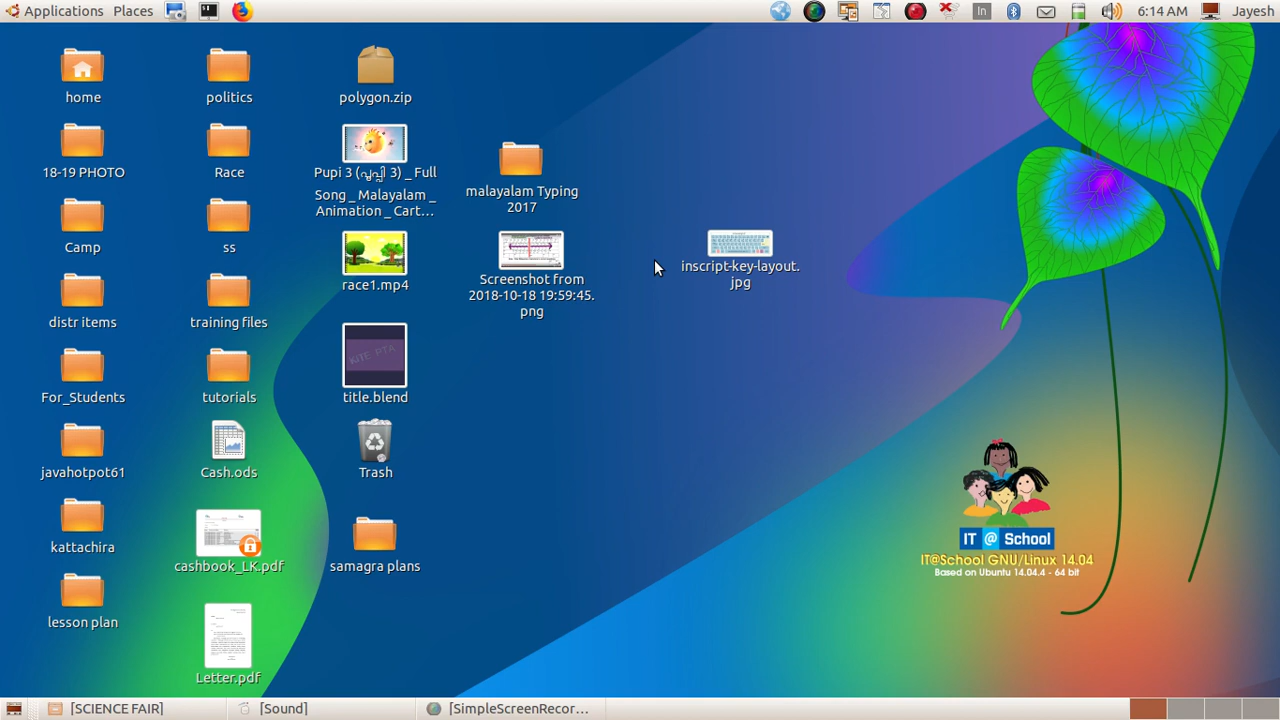 Applications Places
In
6:14 AM
Jayesh
home
politics
polygon.zip
18-19 PHOTO
Race
Pupi 3 (പൂപ്പി 3) _ Full
Song _ Malayalam _
Animation _ Cart...
malayalam Typing
2017
Camp
ss
race1.mp4
Screenshot from
2018-10-18 19:59:45.
png
inscript-key-layout.
jpg
distr items
training files
For_Students
tutorials
KITE PTA
title.blend
javahotpot61
Cash.ods
Trash
kattachira
cashbook_LK.pdf
samagra plans
lesson plan
Letter.pdf
IT @ School
IT@School GNU/Linux 14.04
Based on Ubuntu 14.04.4 - 64 bit
[SCIENCE FAIR]
[Sound]
[SimpleScreenRecor...